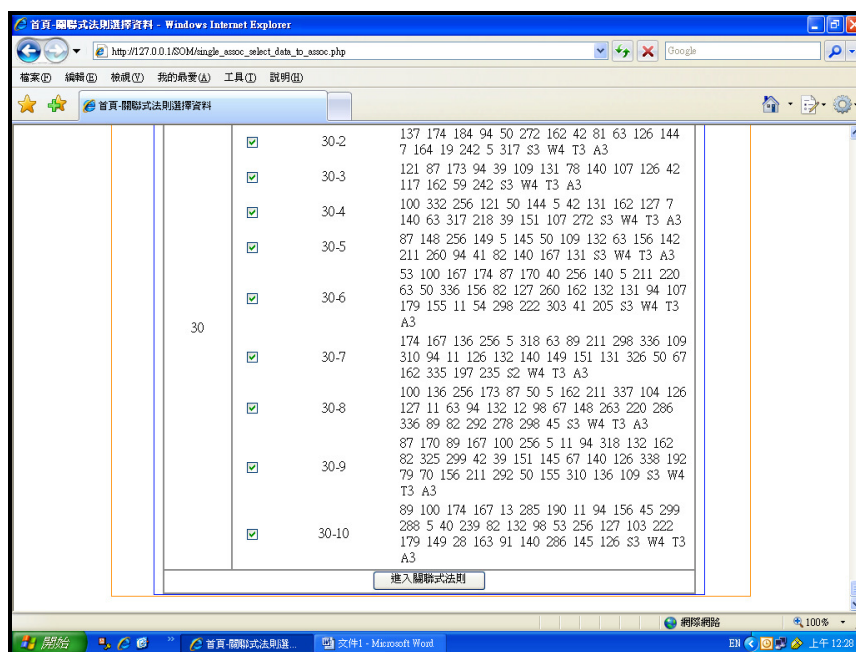 首頁-關聯式法則選擇資料 - Windows Internet Explorer
http://127.0.0.1/SOM/single_assoc_select_data_to_assoc.php
Google
檔案(F) 編輯(E) 檢視(V) 我的最愛(A) 工具(T) 說明(H)
首頁-關聯式法則選擇資料
30-2
137 174 184 94 50 272 162 42 81 63 126 144
7 164 19 242 5 317 S3 W4 T3 A3
30-3
121 87 173 94 39 109 131 78 140 107 126 42
117 162 59 242 S3 W4 T3 A3
30-4
100 332 256 121 50 144 5 42 131 162 127 7
140 63 317 218 39 151 107 272 S3 W4 T3 A3
30-5
87 148 256 149 5 145 50 109 132 63 156 142
211 260 94 41 82 140 167 131 S3 W4 T3 A3
30-6
53 100 167 174 87 170 40 256 140 5 211 220
63 50 336 156 82 127 260 162 132 131 94 107
179 155 11 54 298 222 303 41 205 S3 W4 T3
A3
30
30-7
174 167 136 256 5 318 63 89 211 298 336 109
310 94 11 126 132 140 149 151 131 326 50 67
162 335 197 235 S2 W4 T3 A3
30-8
100 136 256 173 87 50 5 162 211 337 104 126
127 11 63 94 132 12 98 67 148 263 220 286
336 89 82 292 278 298 45 S3 W4 T3 A3
30-9
87 170 89 167 100 256 5 11 94 318 132 162
82 325 299 42 39 151 145 67 140 126 338 192
79 70 156 211 292 50 155 310 136 109 S3 W4
T3 A3
30-10
89 100 174 167 13 285 190 11 94 156 45 299
288 5 40 239 82 132 98 53 256 127 103 222
179 149 28 163 91 140 286 145 126 S3 W4 T3
A3
進入關聯式法則
網際網路 100%
開始 首頁-關聯式法則選... 文件1 - Microsoft Word EN 上午 12:28